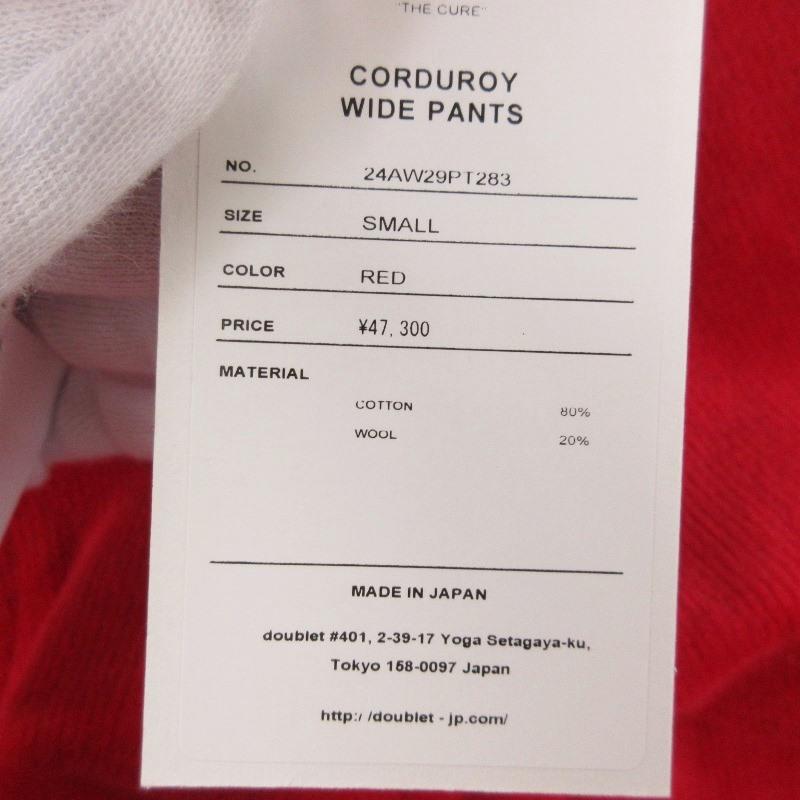 "THE CURE"
CORDUROY
WIDE PANTS
NO. 24AW29PT283
SIZE SMALL
COLOR RED
PRICE ¥47,300
MATERIAL
COTTON 80%
WOOL 20%
MADE IN JAPAN
doublet #401, 2-39-17 Yoga Setagaya-ku,
Tokyo 158-0097 Japan
http://doublet-jp.com/